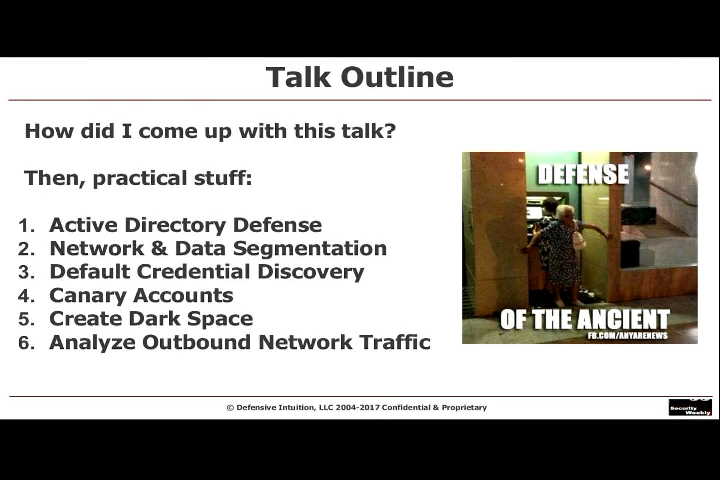 Talk Outline
How did I come up with this talk?
Then, practical stuff:
1. Active Directory Defense
2. Network & Data Segmentation
3. Default Credential Discovery
4. Canary Accounts
5. Create Dark Space
6. Analyze Outbound Network Traffic
DEFENSE
OF THE ANCIENT
FB.COM/ANYARENEWS
© Defensive Intuition, LLC 2004-2017 Confidential & Proprietary
Security
Weekly